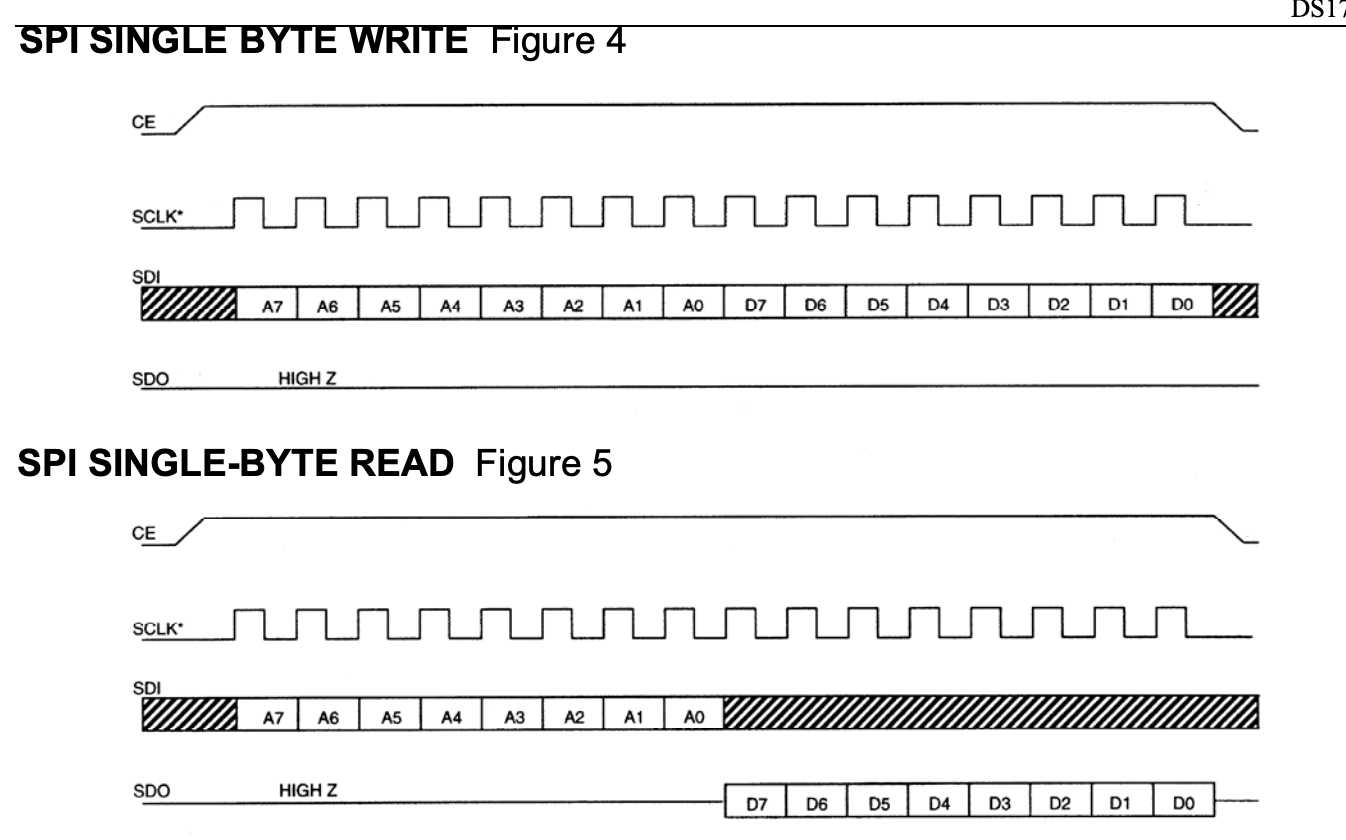 DS17
SPI SINGLE BYTE WRITE Figure 4
CE
SCLK*
SDI
A7 A6 A5 A4 A3 A2 A1 A0 D7 D6 D5 D4 D3 D2 D1 D0
SDO HIGH Z
SPI SINGLE-BYTE READ Figure 5
CE
SCLK*
SDI
A7 A6 A5 A4 A3 A2 A1 A0
SDO HIGH Z D7 D6 D5 D4 D3 D2 D1 D0